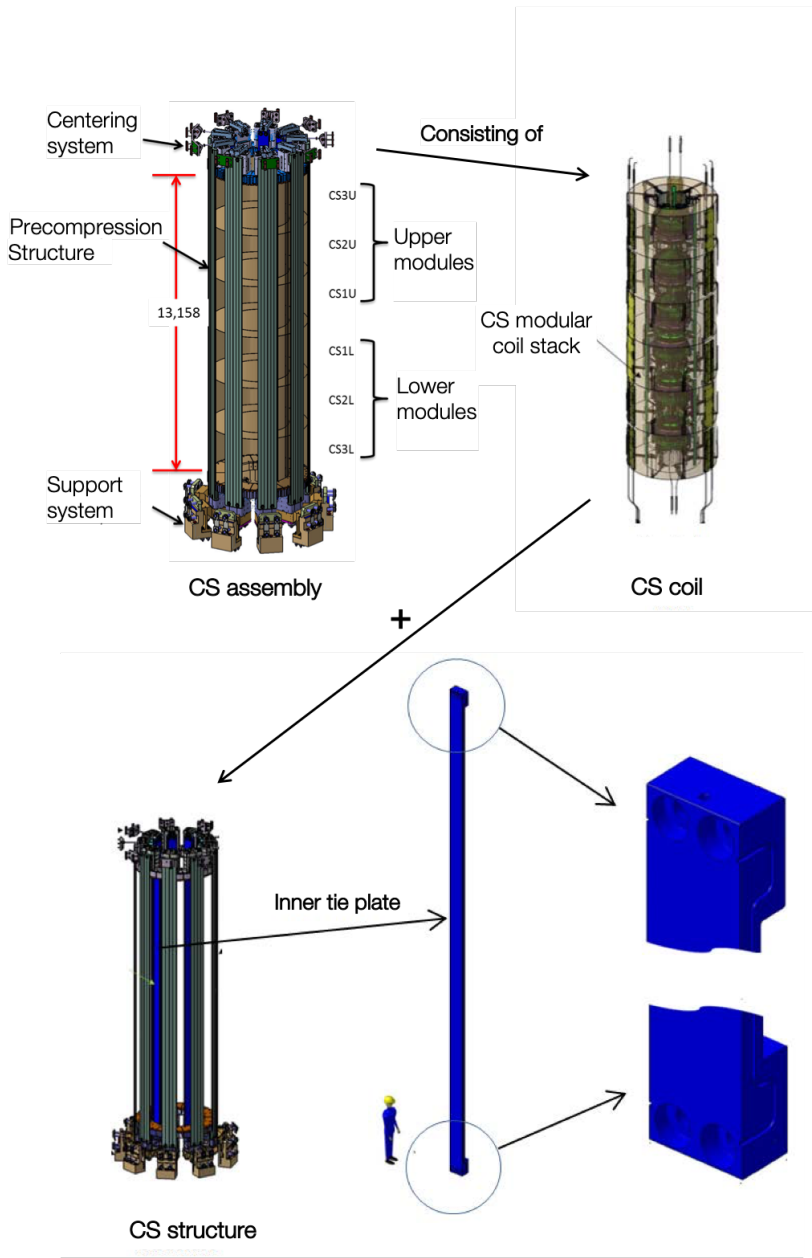 Centering
system
Consisting of
CS3U
Precompression
Structure
CS2U
Upper
modules
CS1U
13,158
CS modular
coil stack
CS1L
CS2L
Lower
modules
CS3L
Support
system
CS assembly
CS coil
+
Inner tie plate
CS structure